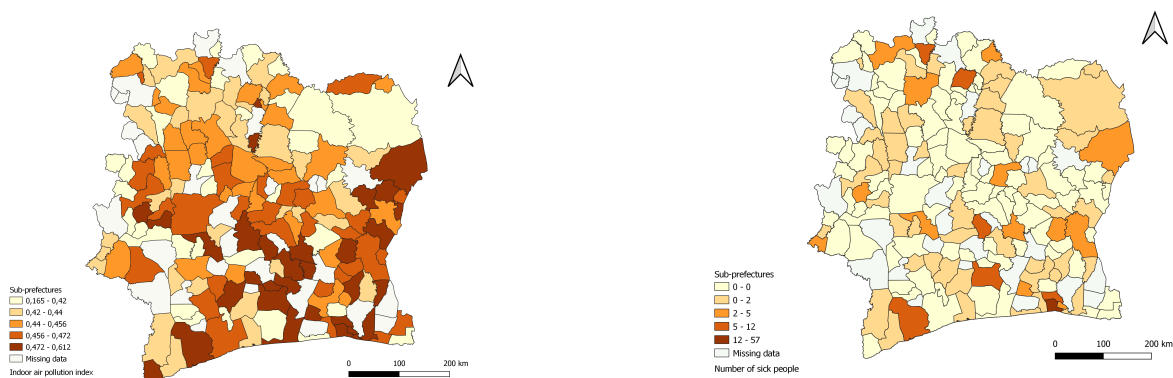 Sub-prefectures
0,165 - 0,42
0,42 - 0,44
0,44 - 0,456
0,456 - 0,472
0,472 - 0,612
Missing data
Indoor air pollution index
0 100 200 km
Sub-prefectures
0 - 0
0 - 2
2 - 5
5 - 12
12 - 57
Missing data
Number of sick people
0 100 200 km